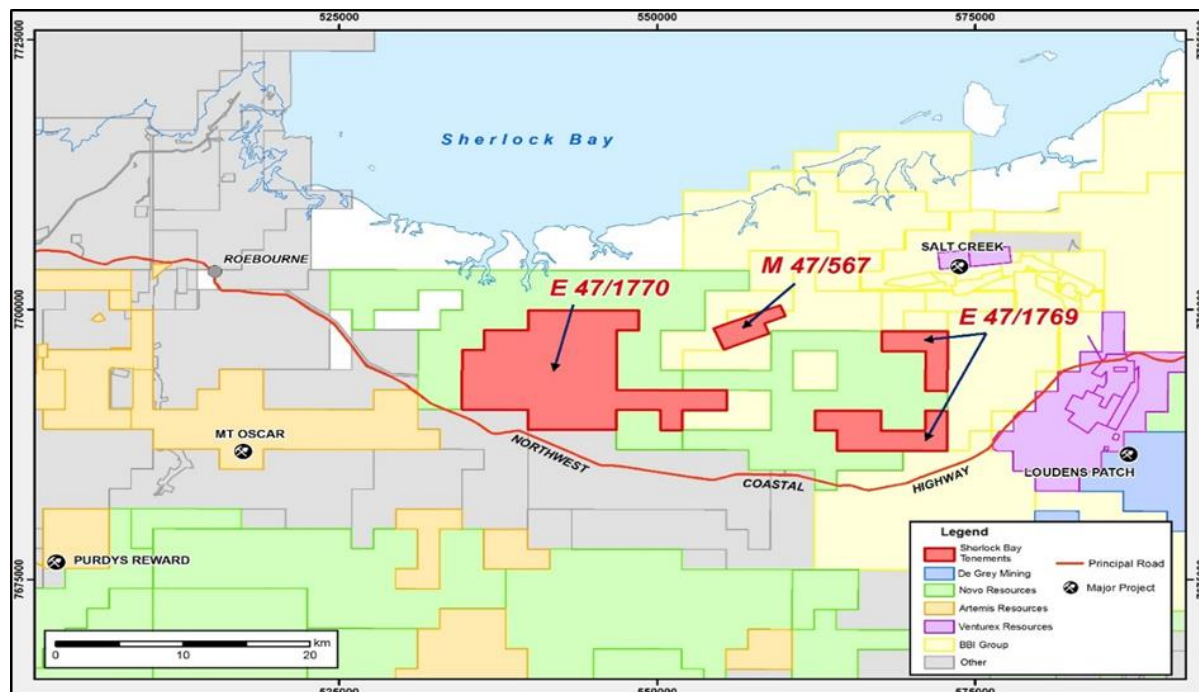 525000
550000
575000
7725000
Sherlock Bay
SALT CREEK
ROEBOURNE
M 47/567
E 47/1770
7700000
E 47/1769
MT OSCAR
NORTHWEST
COASTAL
HIGHWAY
LOUDENS PATCH
PURDYS REWARD
7675000
Legend
Sherlock Bay
Tenements
Principal Road
De Grey Mining
Novo Resources
Major Project
Artemis Resources
Venturex Resources
BBI Group
Other
km
0
10
20
525000
550000
575000